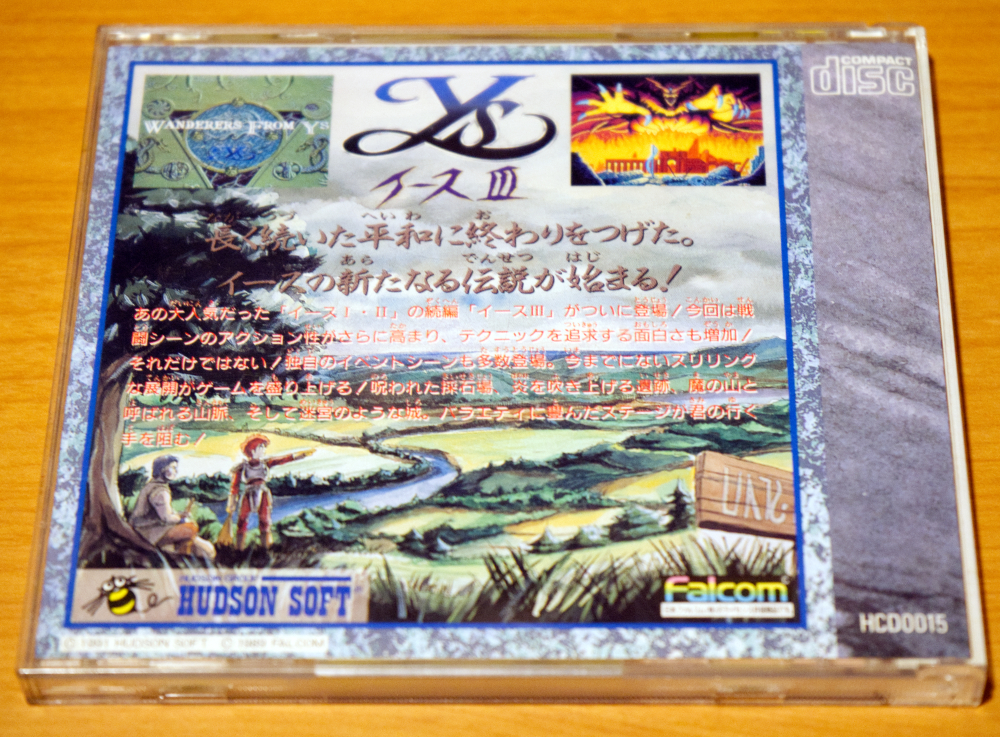 COMPACT
disc
WANDERERS FROM YS
Ys
イースIII
長く続いた平和に終わりをつげた。
イースの新たなる伝説が始まる!
あの大人気だった「イースI・II」の続編「イースIII」がついに登場!今回は戦
闘シーンのアクション性がさらに高まり、テクニックを追求する面白さも増加!
それだけではない!独自のイベントシーンも多数登場。今までにないスリリング
な展開がゲームを盛り上げる!呪われた採石場、炎を吹き上げる遺跡、魔の山と
呼ばれる山脈、そして迷宮のような城。バラエティに豊んだステージが君の行く
手を阻む!
HUDSON GROUP
HUDSON SOFT
Falcom
HCD0015
© 1991 HUDSON SOFT © 1989 FALCOM